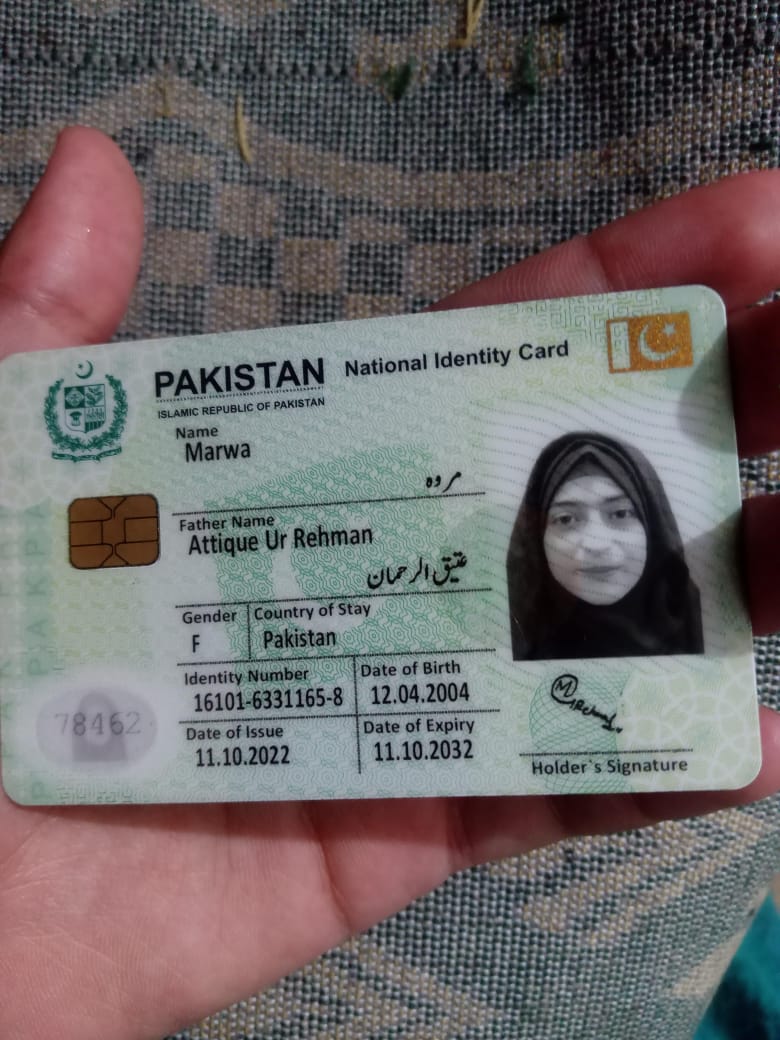 PAKISTAN National Identity Card
ISLAMIC REPUBLIC OF PAKISTAN
Name
Marwa
مروہ
Father Name
Attique Ur Rehman
عتیق الرحمان
Gender Country of Stay
F Pakistan
Identity Number Date of Birth
16101-6331165-8 12.04.2004
Date of Issue Date of Expiry
11.10.2022 11.10.2032
78462
Holder`s Signature